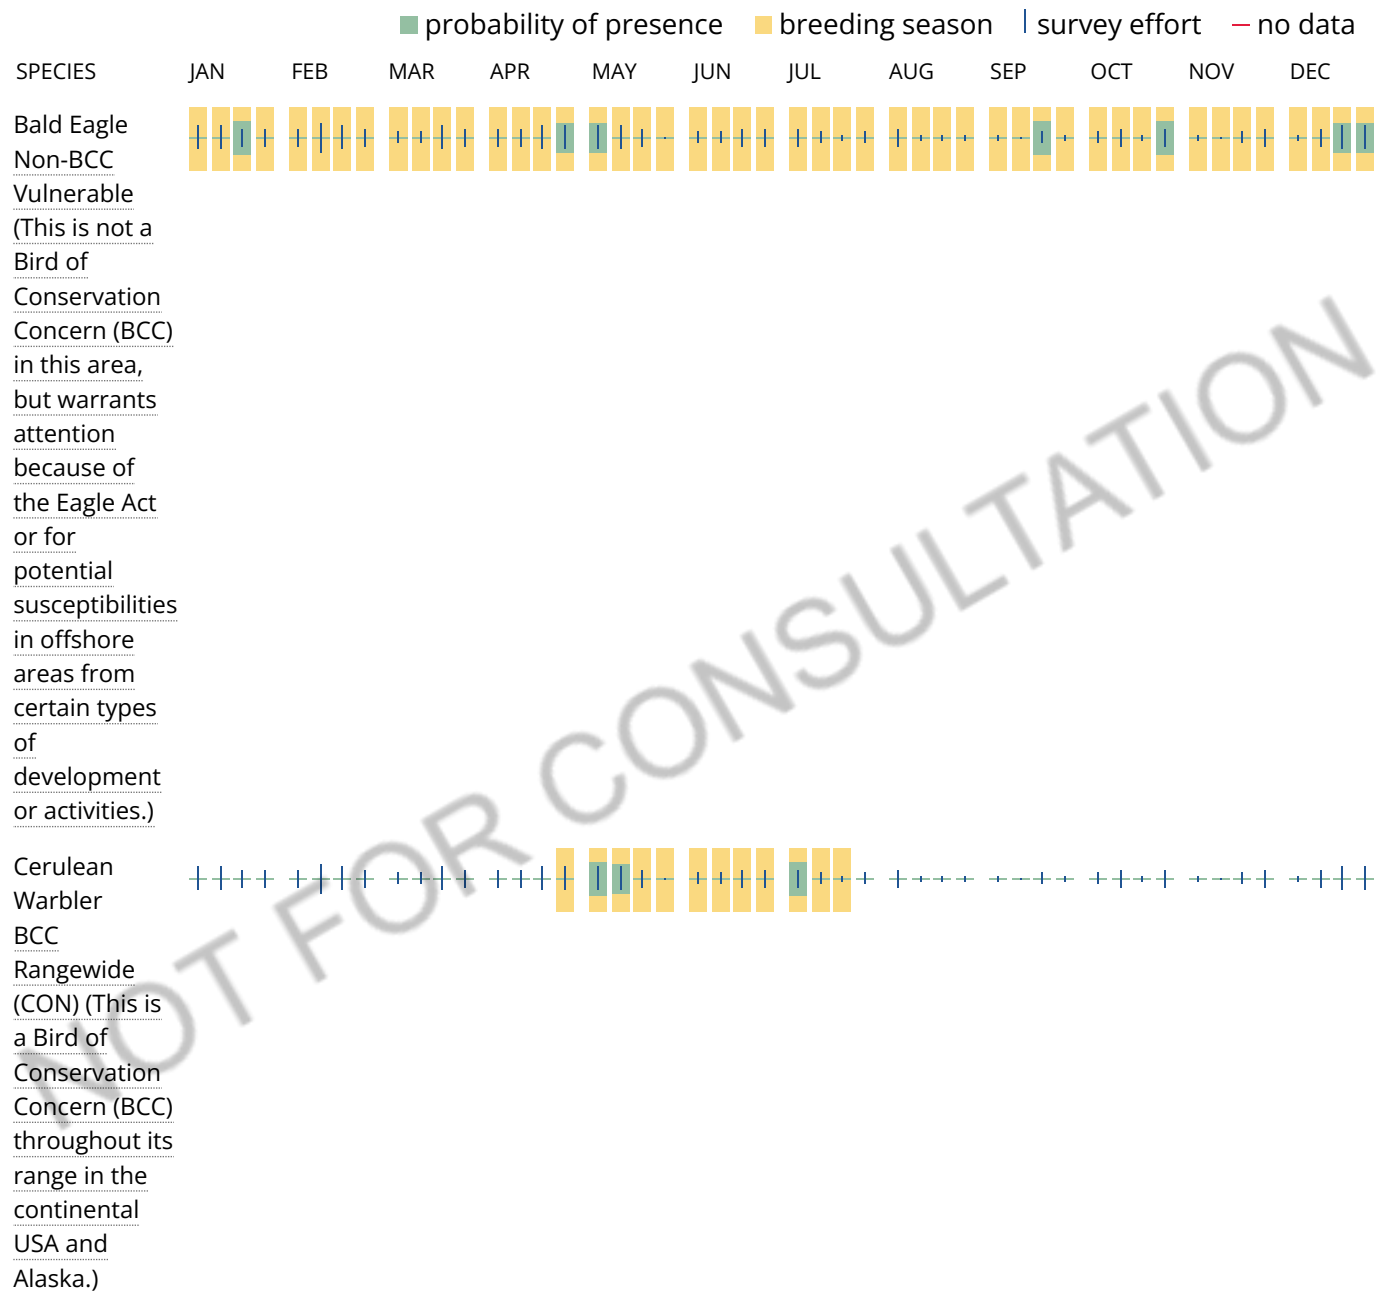 probability of presence breeding season survey effort no data
SPECIES JAN FEB MAR APR MAY JUN JUL AUG SEP OCT NOV DEC
Bald Eagle
Non-BCC
Vulnerable
(This is not a
Bird of
Conservation
Concern (BCC)
in this area,
but warrants
attention
because of
the Eagle Act
or for
potential
susceptibilities
in offshore
areas from
certain types
of
development
or activities.)
Cerulean
Warbler
BCC
Rangewide
(CON) (This is
a Bird of
Conservation
Concern (BCC)
throughout its
range in the
continental
USA and
Alaska.)
NOT FOR CONSULTATION